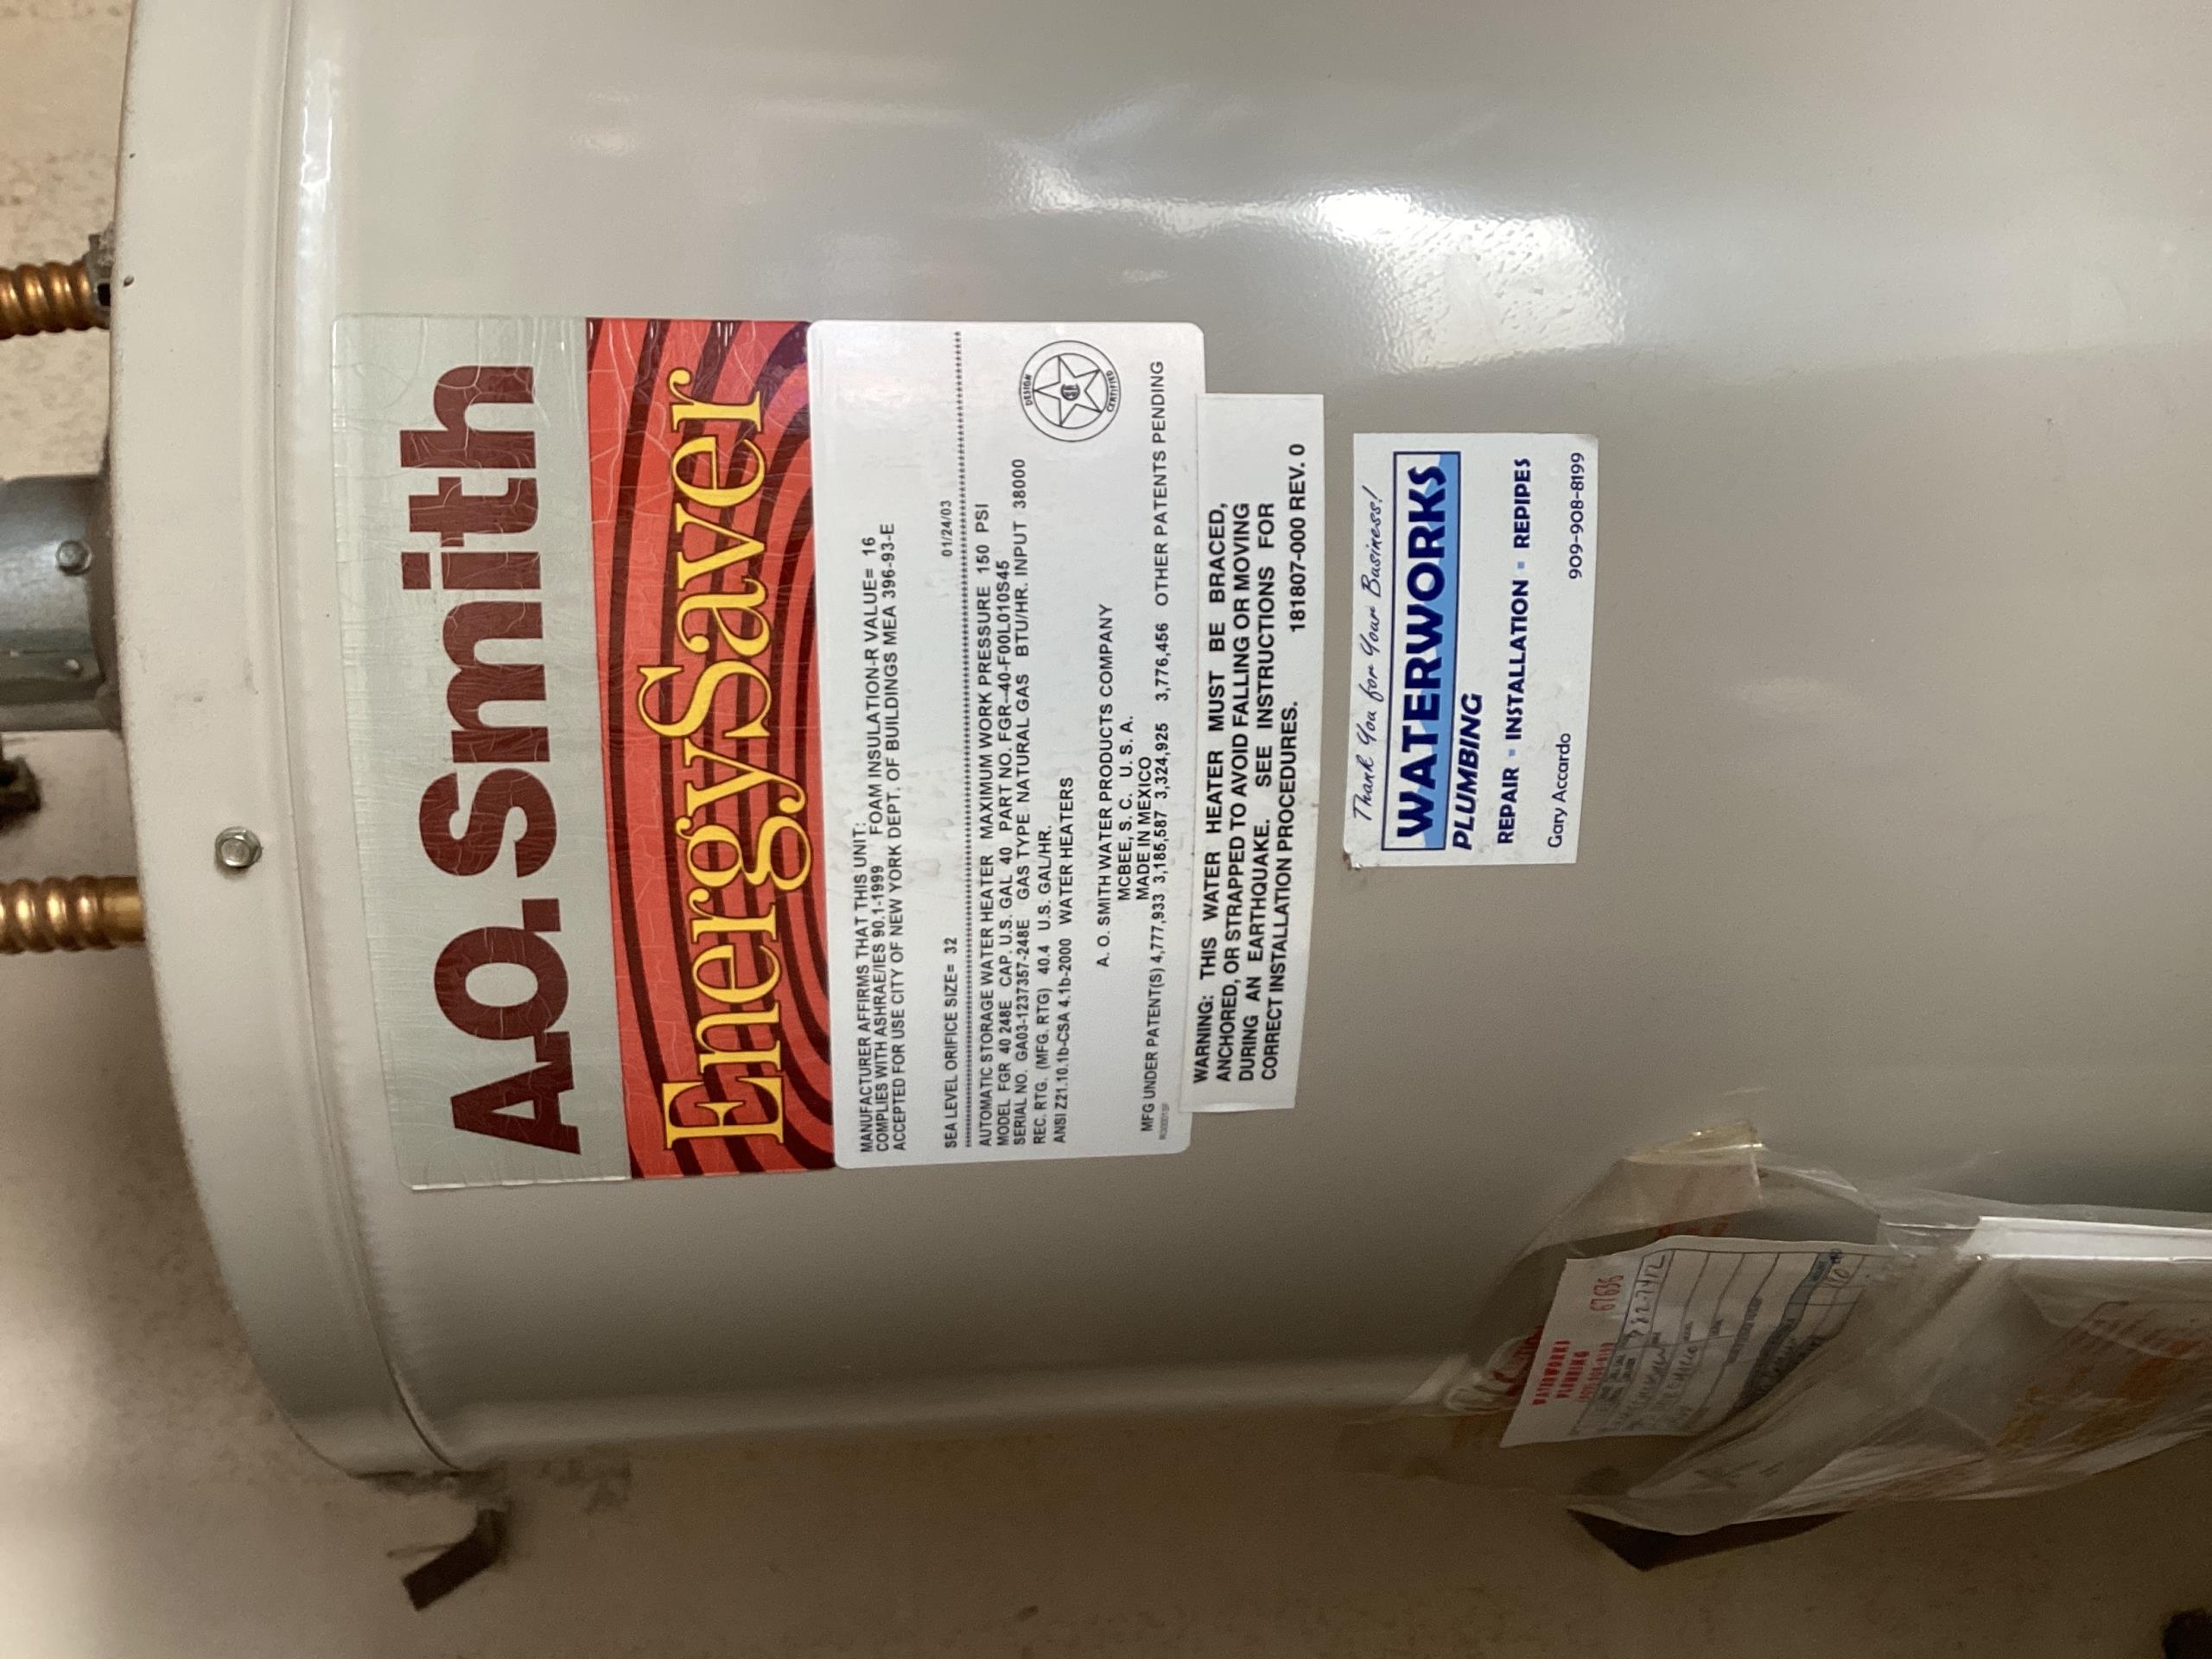 A.O. Smith
EnergySaver
MANUFACTURER AFFIRMS THAT THIS UNIT:
COMPLIES WITH ASHRAE/IES 90.1-1999 FOAM INSULATION-R VALUE= 16
ACCEPTED FOR USE CITY OF NEW YORK DEPT. OF BUILDINGS MEA 396-93-E
SEA LEVEL ORIFICE SIZE= 32 01/24/03
AUTOMATIC STORAGE WATER HEATER MAXIMUM WORK PRESSURE 150 PSI
MODEL FGR 40 248E CAP. U.S. GAL 40 PART NO. FGR--40-F00L010S45
SERIAL NO. GA03-1237357-248E GAS TYPE NATURAL GAS BTU/HR. INPUT 38000
REC. RTG. (MFG. RTG) 40.4 U.S. GAL/HR.
ANSI Z21.10.1b-CSA 4.1b-2000 WATER HEATERS
DESIGN
CERTIFIED
A. O. SMITH WATER PRODUCTS COMPANY
MCBEE, S. C. U. S. A.
MADE IN MEXICO
MFG UNDER PATENT(S) 4,777,933 3,185,587 3,324,925 3,776,456 OTHER PATENTS PENDING
WARNING: THIS WATER HEATER MUST BE BRACED,
ANCHORED, OR STRAPPED TO AVOID FALLING OR MOVING
DURING AN EARTHQUAKE. SEE INSTRUCTIONS FOR
CORRECT INSTALLATION PROCEDURES. 181807-000 REV. 0
Thank You for Your Business!
WATERWORKS
PLUMBING
REPAIR • INSTALLATION • REPIPES
Gary Accardo 909-908-8199
WATERWORKS
PLUMBING
67635